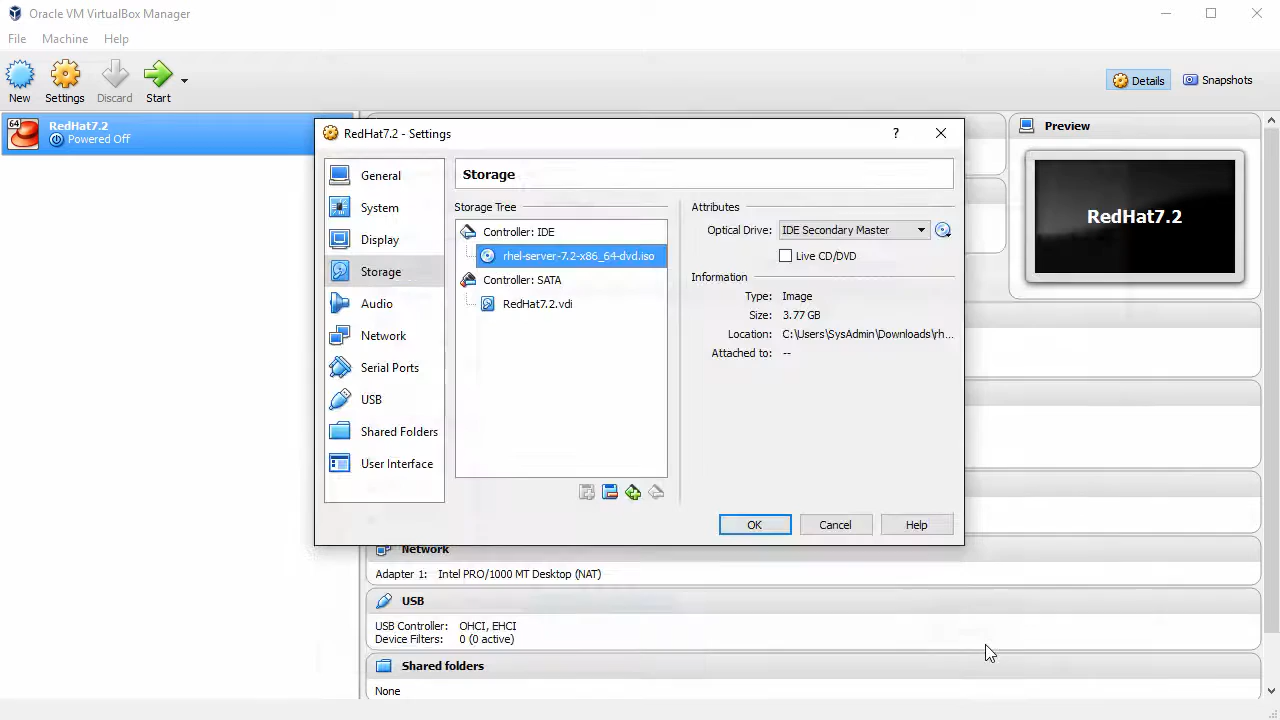 Oracle VM VirtualBox Manager
File Machine Help
New Settings Discard Start Details Snapshots
64 RedHat7.2
Powered Off
RedHat7.2 - Settings
?
General
System
Display
Storage
Audio
Network
Serial Ports
USB
Shared Folders
User Interface
Storage
Storage Tree
Controller: IDE
rhel-server-7.2-x86_64-dvd.iso
Controller: SATA
RedHat7.2.vdi
Attributes
Optical Drive: IDE Secondary Master
Live CD/DVD
Information
Type: Image
Size: 3.77 GB
Location: C:\Users\SysAdmin\Downloads\rh...
Attached to: --
OK Cancel Help
Preview
RedHat7.2
Network
Adapter 1: Intel PRO/1000 MT Desktop (NAT)
USB
USB Controller: OHCI, EHCI
Device Filters: 0 (0 active)
Shared folders
None